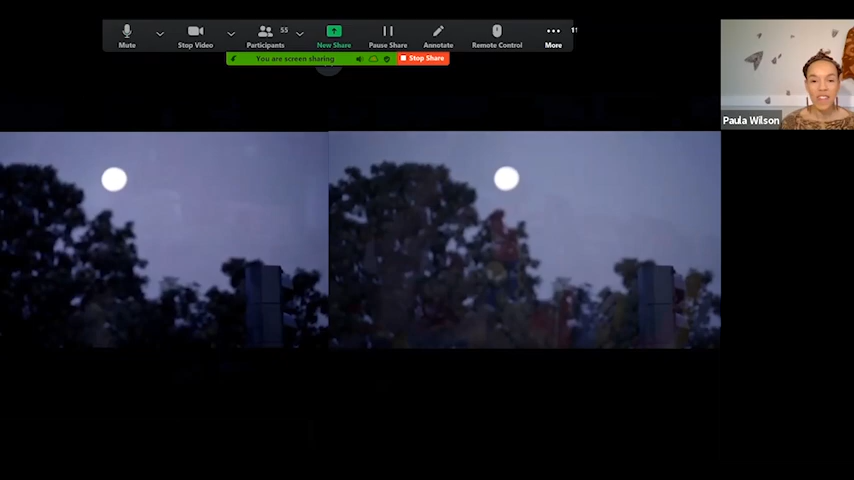 55
Mute Stop Video Participants New Share Pause Share Annotate Remote Control More
You are screen sharing Stop Share
Paula Wilson